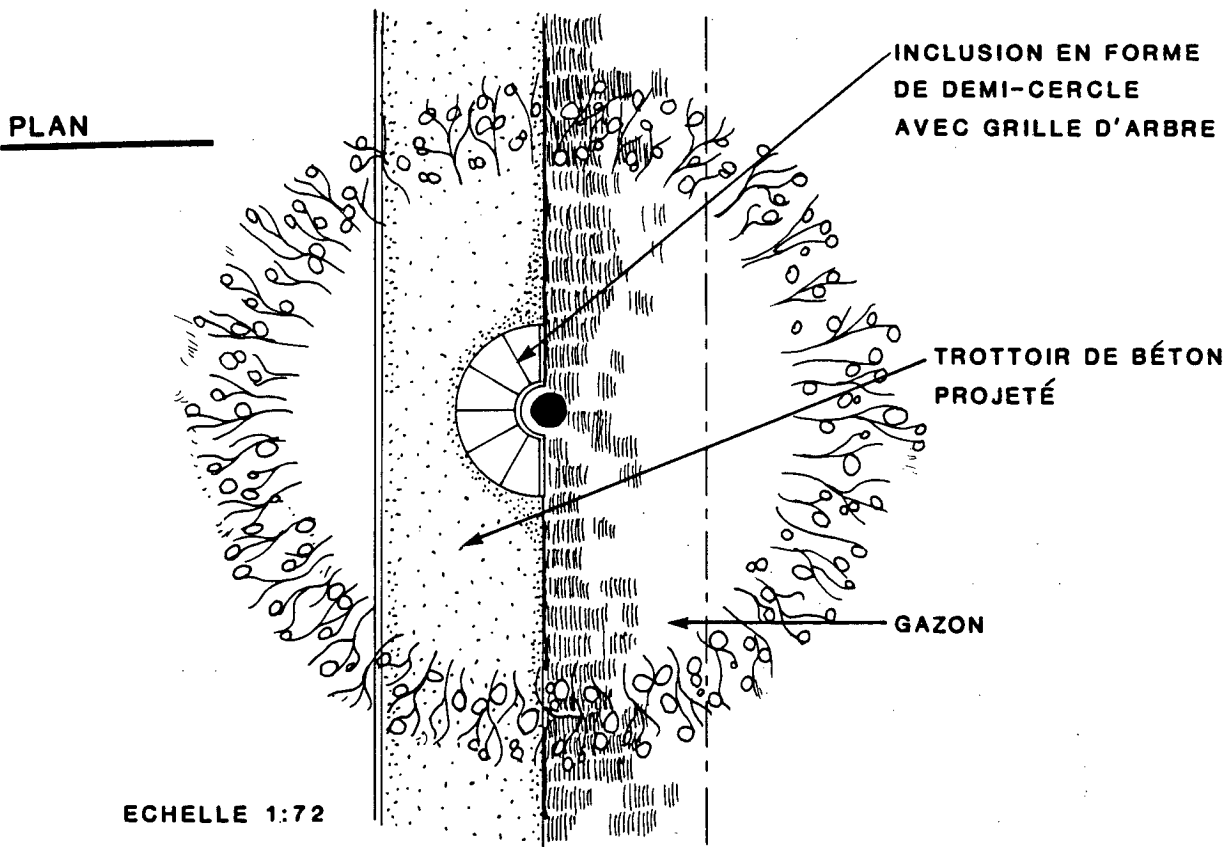 PLAN
INCLUSION EN FORME
DE DEMI-CERCLE
AVEC GRILLE D'ARBRE
TROTTOIR DE BÉTON
PROJETÉ
GAZON
ECHELLE 1:72